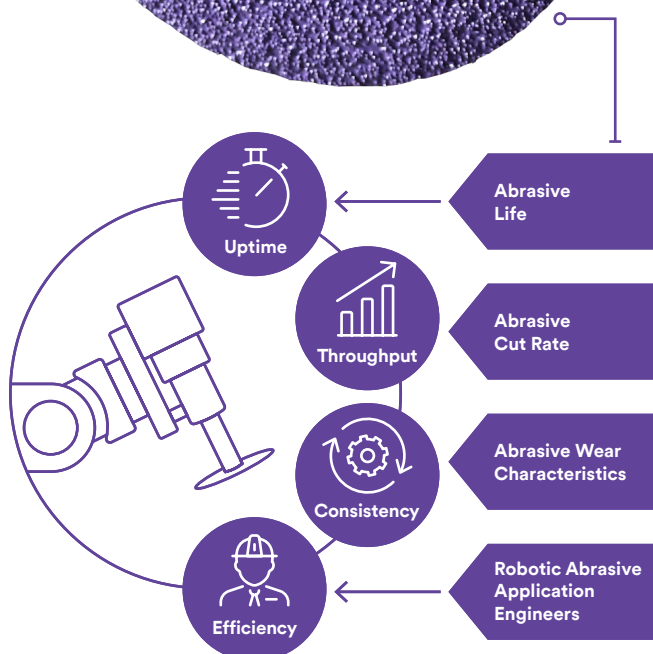 Uptime
Abrasive
Life
Throughput
Abrasive
Cut Rate
Consistency
Abrasive Wear
Characteristics
Efficiency
Robotic Abrasive
Application
Engineers